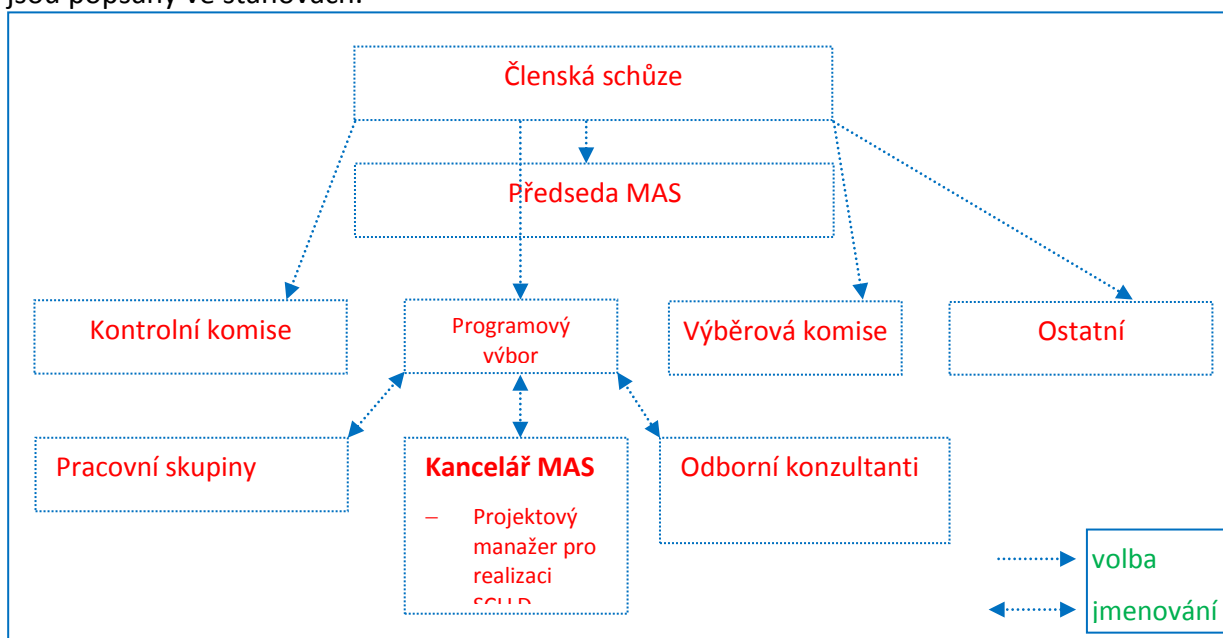 jsou popsány ve stanovách.
Členská schůze
Předseda MAS
Kontrolní komise
Programový
výbor
Výběrová komise
Ostatní
Pracovní skupiny
Kancelář MAS
– Projektový
manažer pro
realizaci
Odborní konzultanti
volba
jmenování